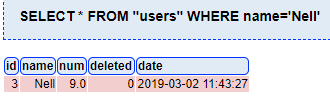 SELECT * FROM "users" WHERE name='Nell'
id name num deleted date
3 Nell 9.0 0 2019-03-02 11:43:27